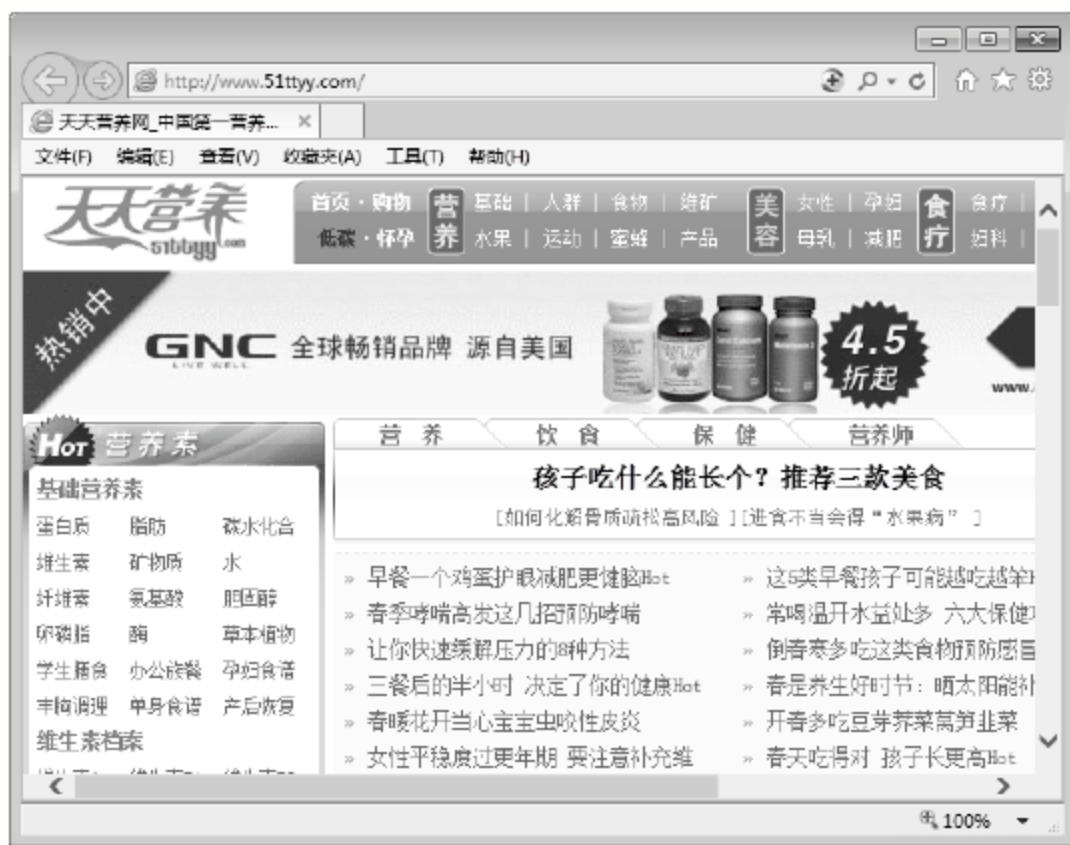 http://www.51ttyy.com/
天天营养网_中国第一营养...
文件(F) 编辑(E) 查看(V) 收藏夹(A) 工具(T) 帮助(H)
天天营养
51ttyy.com
首页·购物 营养 基础 | 人群 | 食物 | 维矿 美容 女性 | 孕妇 食疗 食疗 |
低碳·怀孕 水果 | 运动 | 蜜蜂 | 产品 母乳 | 减肥 妇科 |
热销中
GNC 全球畅销品牌 源自美国
LIVE WELL
4.5
折起
www.
Hot 营养素
营养 饮食 保健 营养师
孩子吃什么能长个？推荐三款美食
[如何化解骨质疏松高风险 ][进食不当会得“水果病” ]
基础营养素
蛋白质 脂肪 碳水化合
维生素 矿物质 水
纤维素 氨基酸 胆固醇
卵磷脂 酶 草本植物
学生膳食 办公族餐 孕妇食谱
丰胸调理 单身食谱 产后恢复
维生素档案
» 早餐一个鸡蛋护眼减肥更健脑Hot
» 春季哮喘高发这几招预防哮喘
» 让你快速缓解压力的8种方法
» 三餐后的半小时 决定了你的健康Hot
» 春暖花开当心宝宝虫咬性皮炎
» 女性平稳度过更年期 要注意补充维
» 这5类早餐孩子可能越吃越笨
» 常喝温开水益处多 六大保健
» 倒春寒多吃这类食物预防感冒
» 春是养生好时节：晒太阳能补
» 开春多吃豆芽荠菜莴笋韭菜
» 春天吃得对 孩子长更高Hot
100%